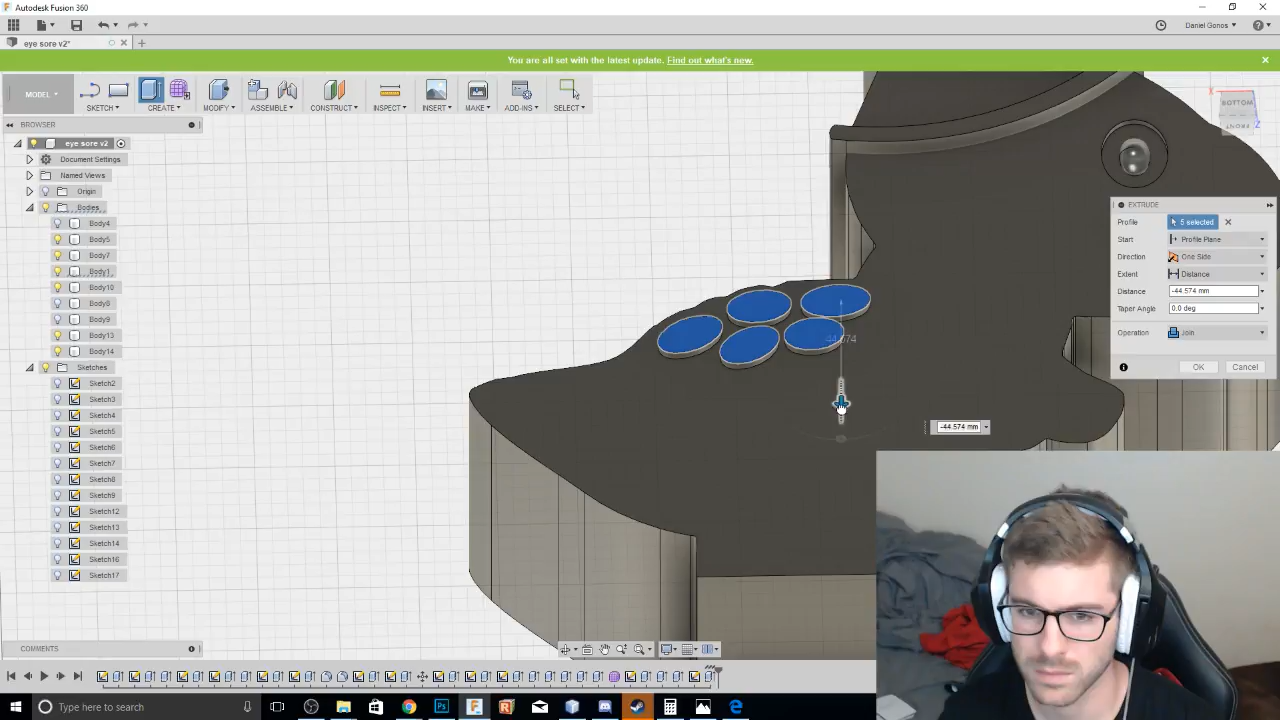 Autodesk Fusion 360
Daniel Gonos
eye sore v2*
You are all set with the latest update. Find out what's new.
MODEL
SKETCH
CREATE
MODIFY
ASSEMBLE
CONSTRUCT
INSPECT
INSERT
MAKE
ADD-INS
SELECT
BROWSER
eye sore v2
Document Settings
Named Views
Origin
Bodies
Body4
Body5
Body7
Body1
Body10
Body8
Body9
Body13
Body14
Sketches
Sketch2
Sketch3
Sketch4
Sketch5
Sketch6
Sketch7
Sketch8
Sketch9
Sketch12
Sketch13
Sketch14
Sketch16
Sketch17
X
BOTTOM
FRONT
Z
EXTRUDE
Profile 5 selected
Start Profile Plane
Direction One Side
Extent Distance
Distance -44.574 mm
Taper Angle 0.0 deg
Operation Join
OK Cancel
-44.574
-44.574 mm
COMMENTS
Type here to search